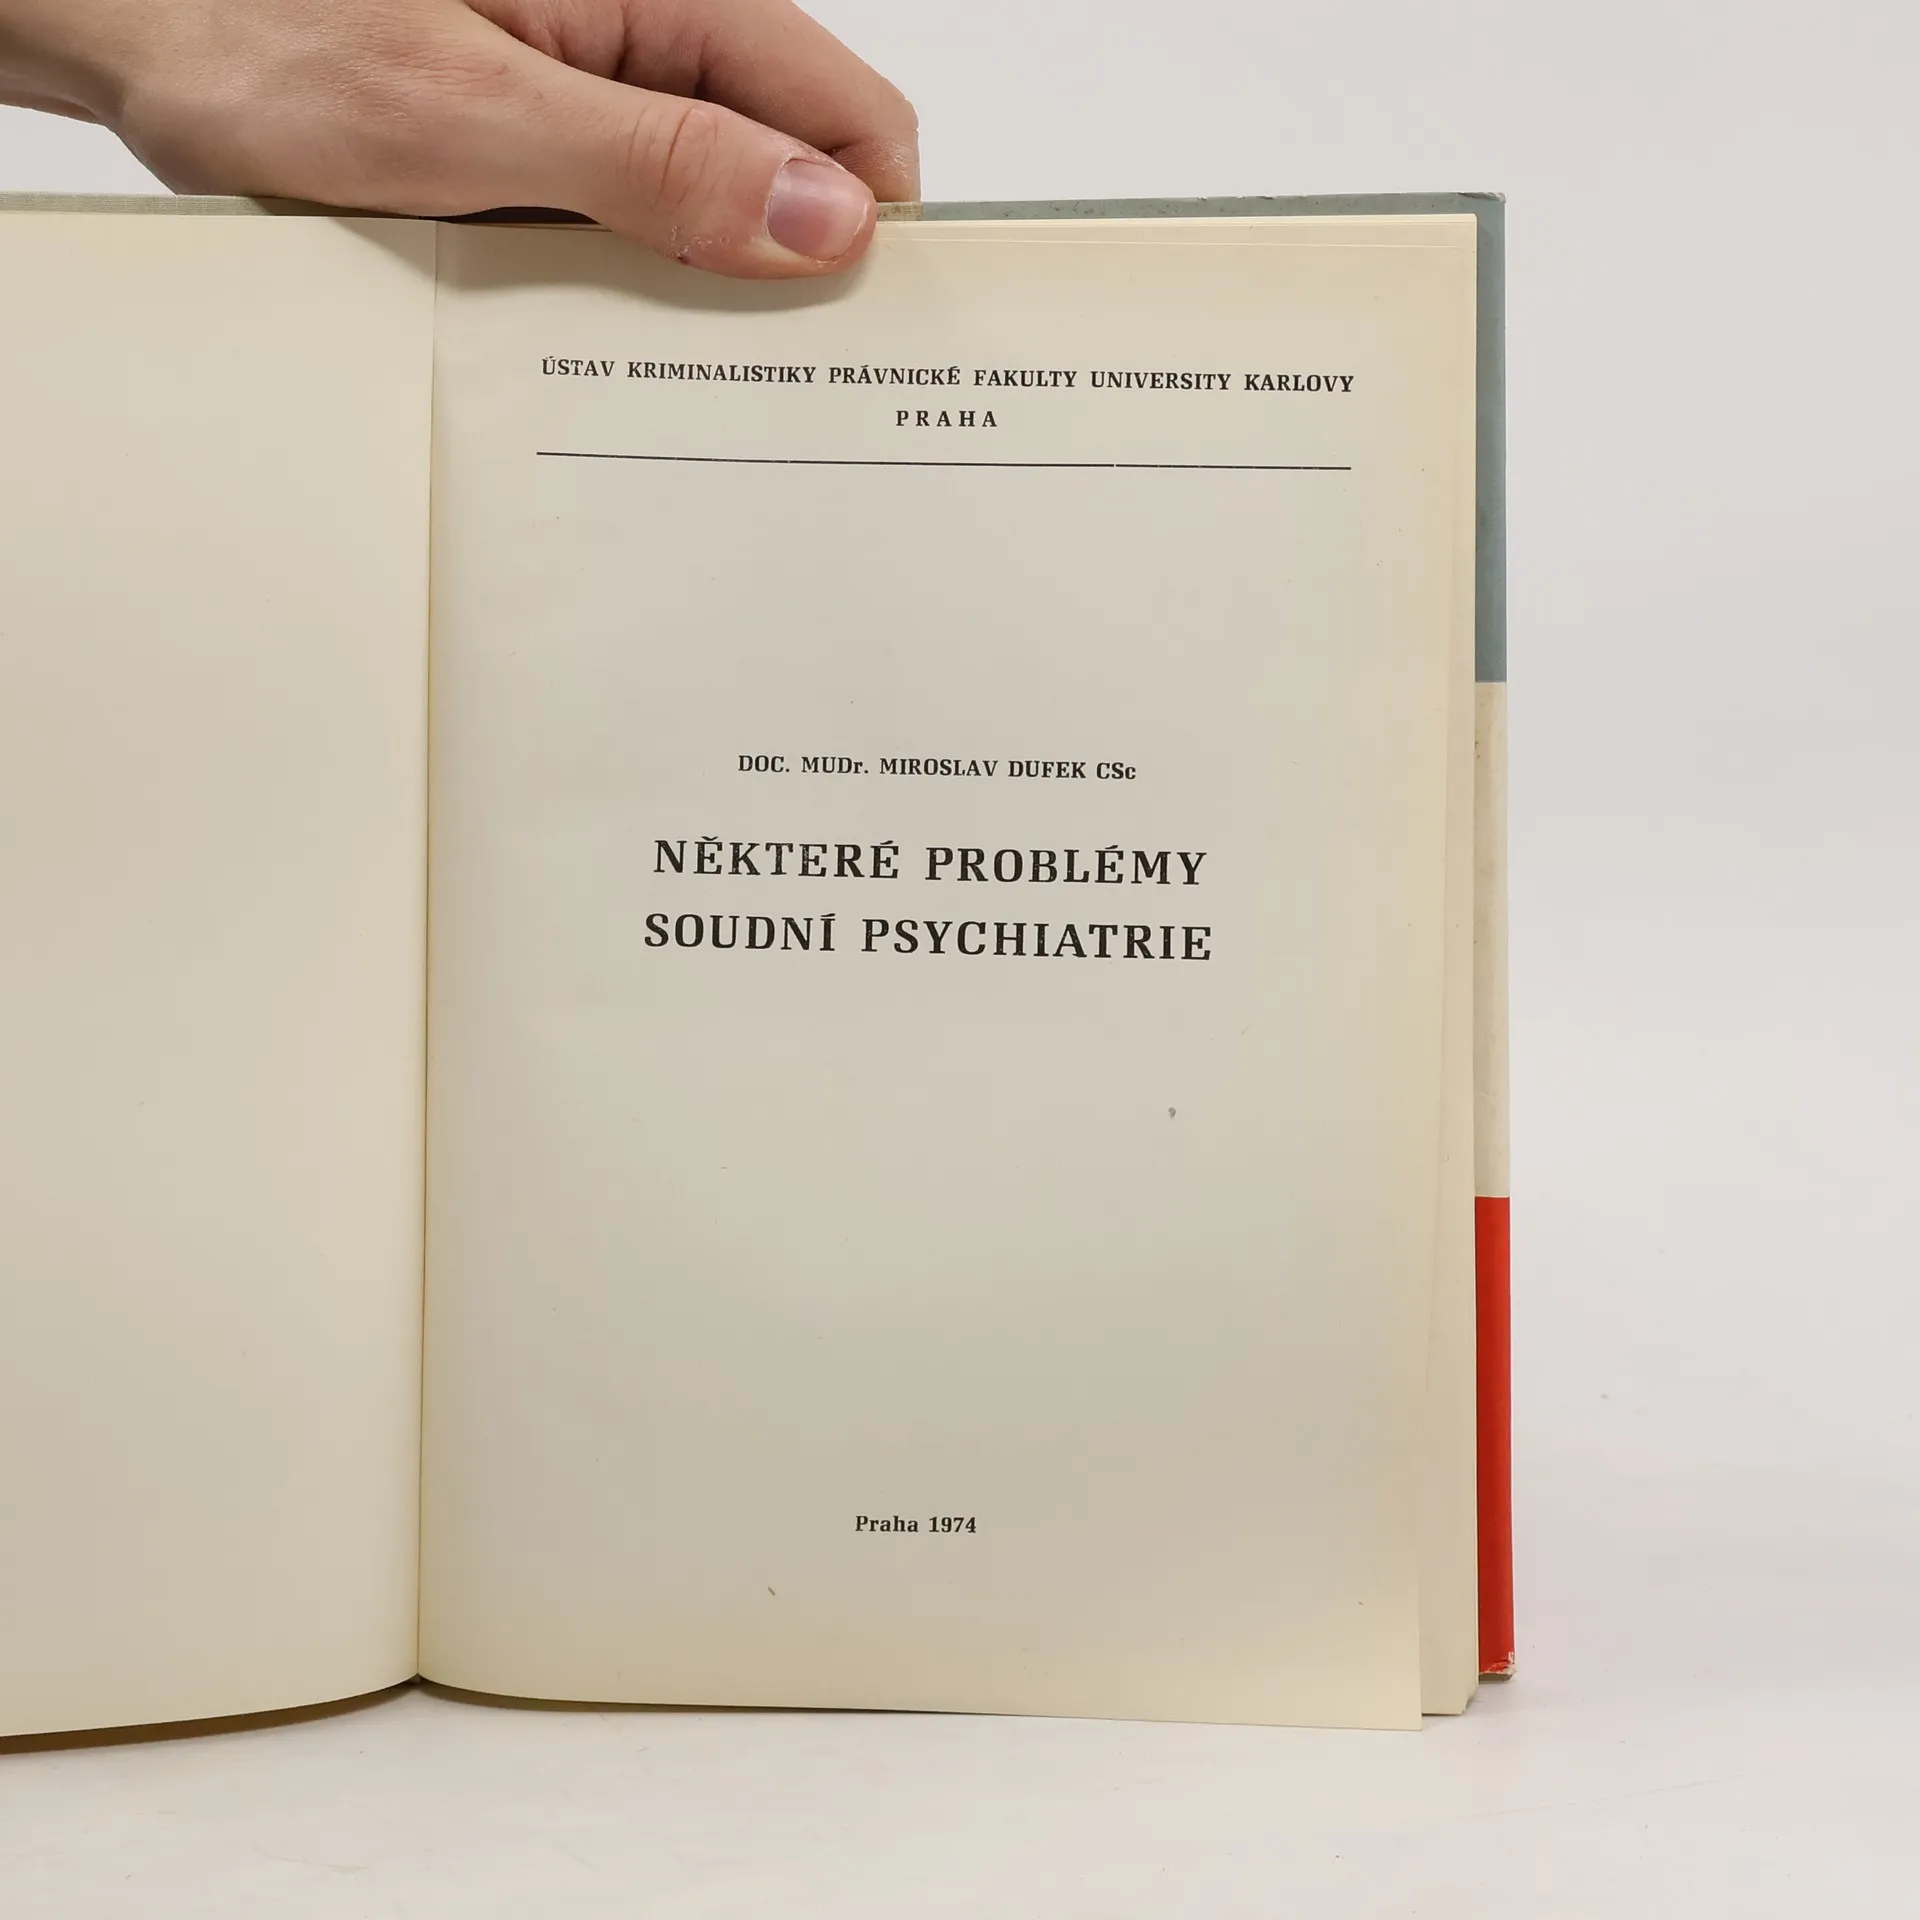 ÚSTAV KRIMINALISTIKY PRÁVNICKÉ FAKULTY UNIVERSITY KARLOVY
PRAHA
DOC. MUDr. MIROSLAV DUFEK CSc
NĚKTERÉ PROBLÉMY
SOUDNÍ PSYCHIATRIE
Praha 1974